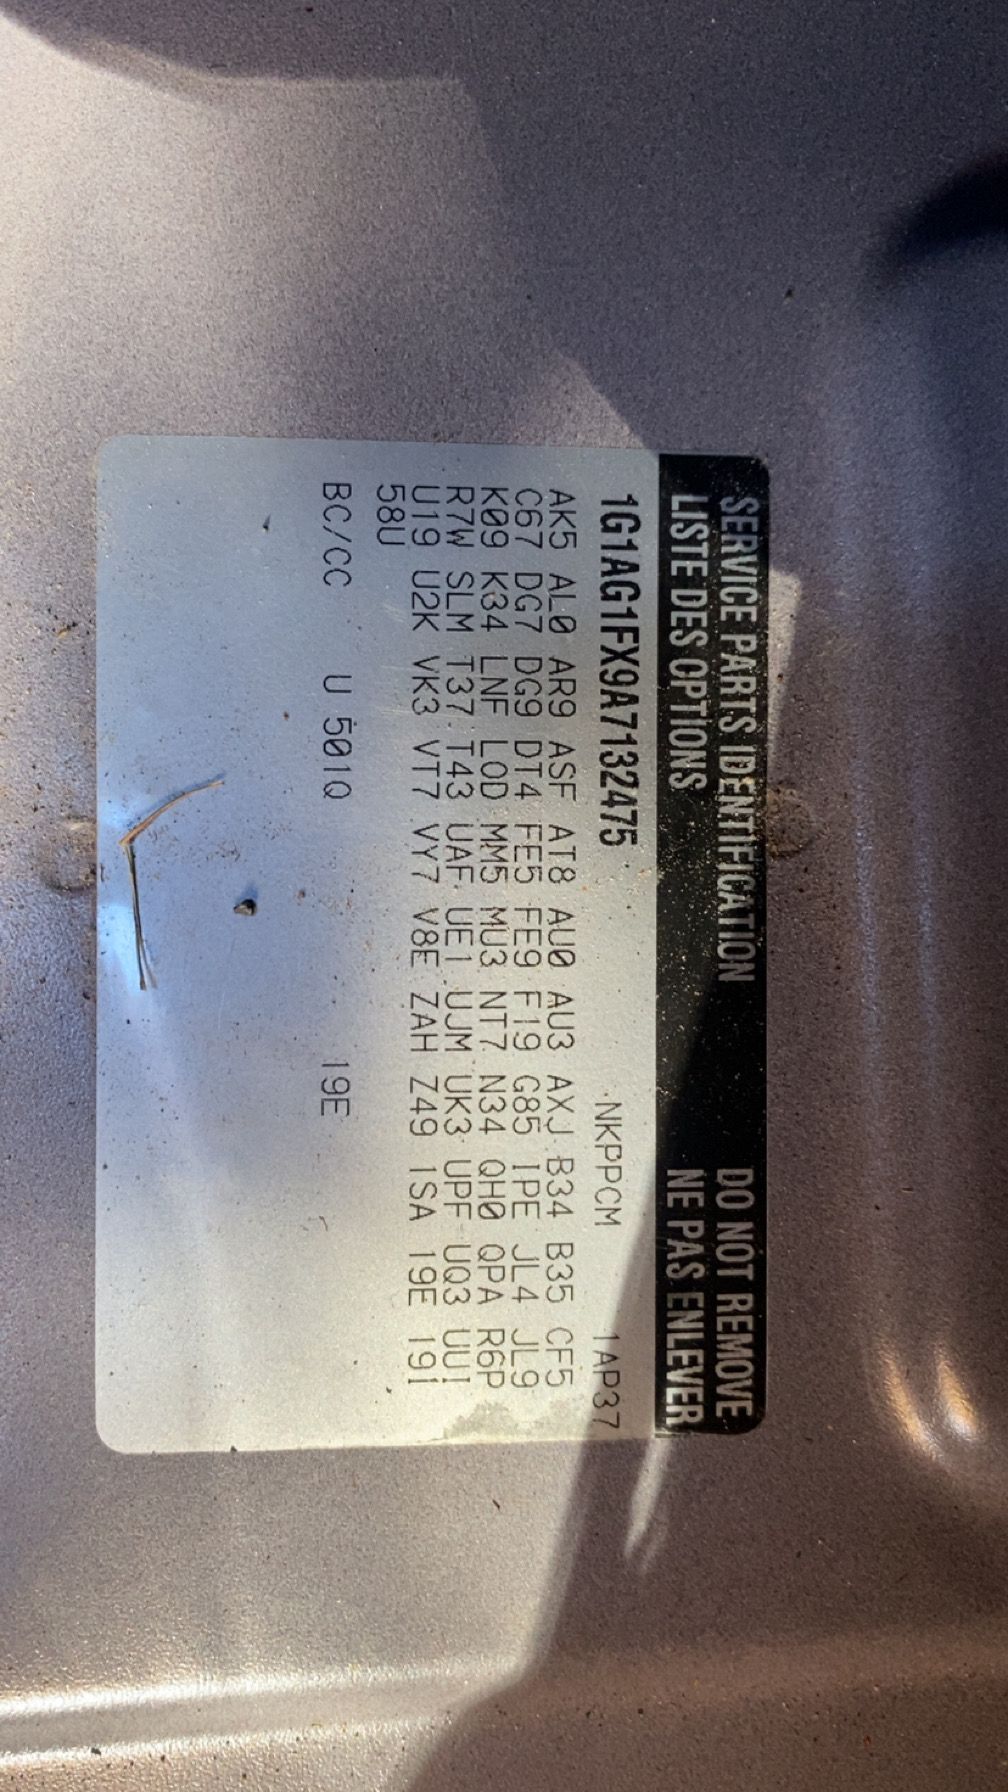 SERVICE PARTS IDENTIFICATION DO NOT REMOVE
LISTE DES OPTIONS NE PAS ENLEVER
1G1AG1FX9A7132475 NKPPCM 1AP37
AK5 AL0 AR9 ASF AT8 AU0 AU3 AXJ B34 B35 CF5
C67 DG7 DG9 DT4 FE5 FE9 F19 G85 IPE JL4 JL9
K09 K34 LNF LOD MM5 MU3 NT7 N34 QH0 QPA R6P
R7W SLM T37 T43 UAF UE1 UJM UK3 UPF UQ3 UUI
U19 U2K VK3 VT7 VY7 V8E ZAH Z49 1SA 19E 19I
58U
BC/CC U 501Q 19E